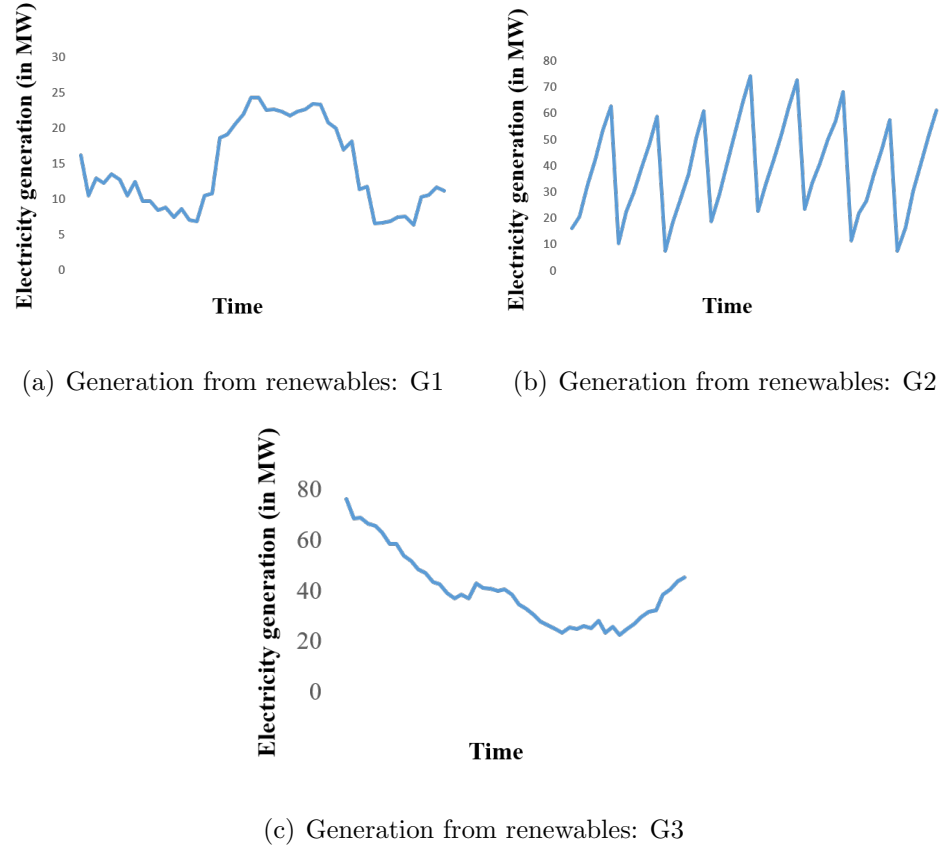 Electricity generation (in MW)
30
25
20
15
10
5
0
Time
(a) Generation from renewables: G1
Electricity generation (in MW)
80
70
60
50
40
30
20
10
0
Time
(b) Generation from renewables: G2
Electricity generation (in MW)
80
60
40
20
0
Time
(c) Generation from renewables: G3